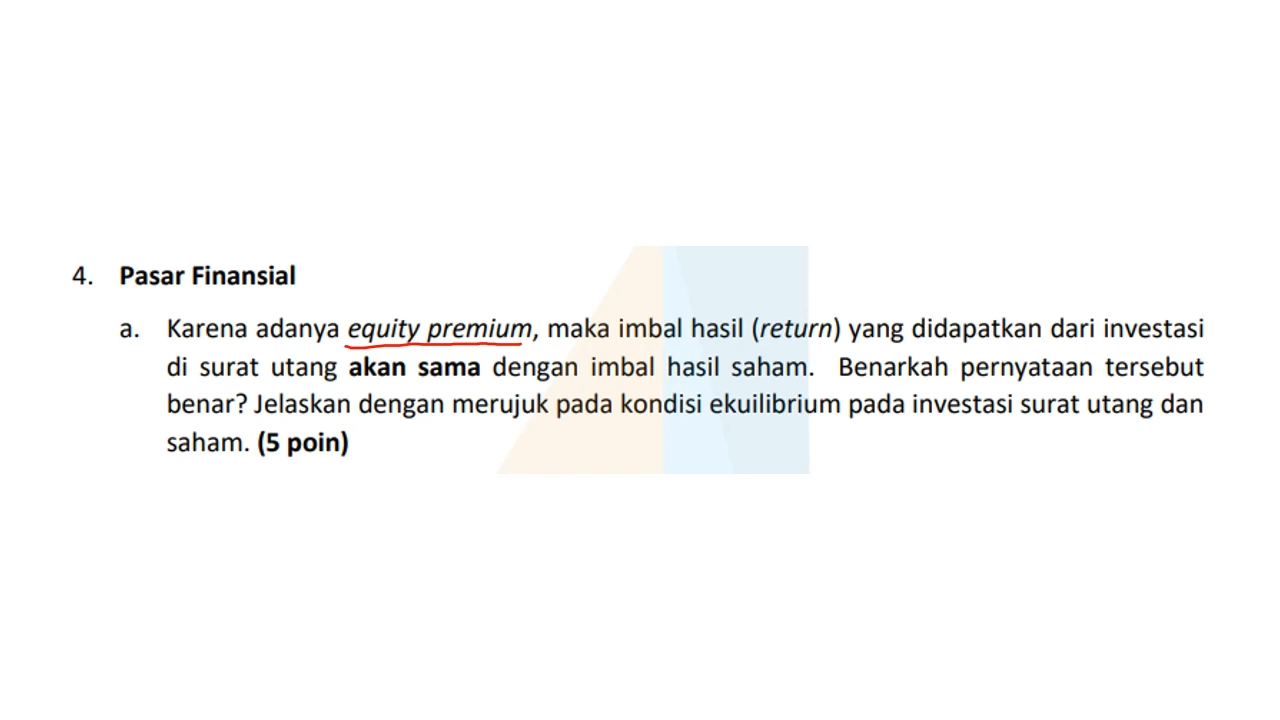 4. Pasar Finansial
a. Karena adanya equity premium, maka imbal hasil (return) yang didapatkan dari investasi
di surat utang akan sama dengan imbal hasil saham. Benarkah pernyataan tersebut
benar? Jelaskan dengan merujuk pada kondisi ekuilibrium pada investasi surat utang dan
saham. (5 poin)